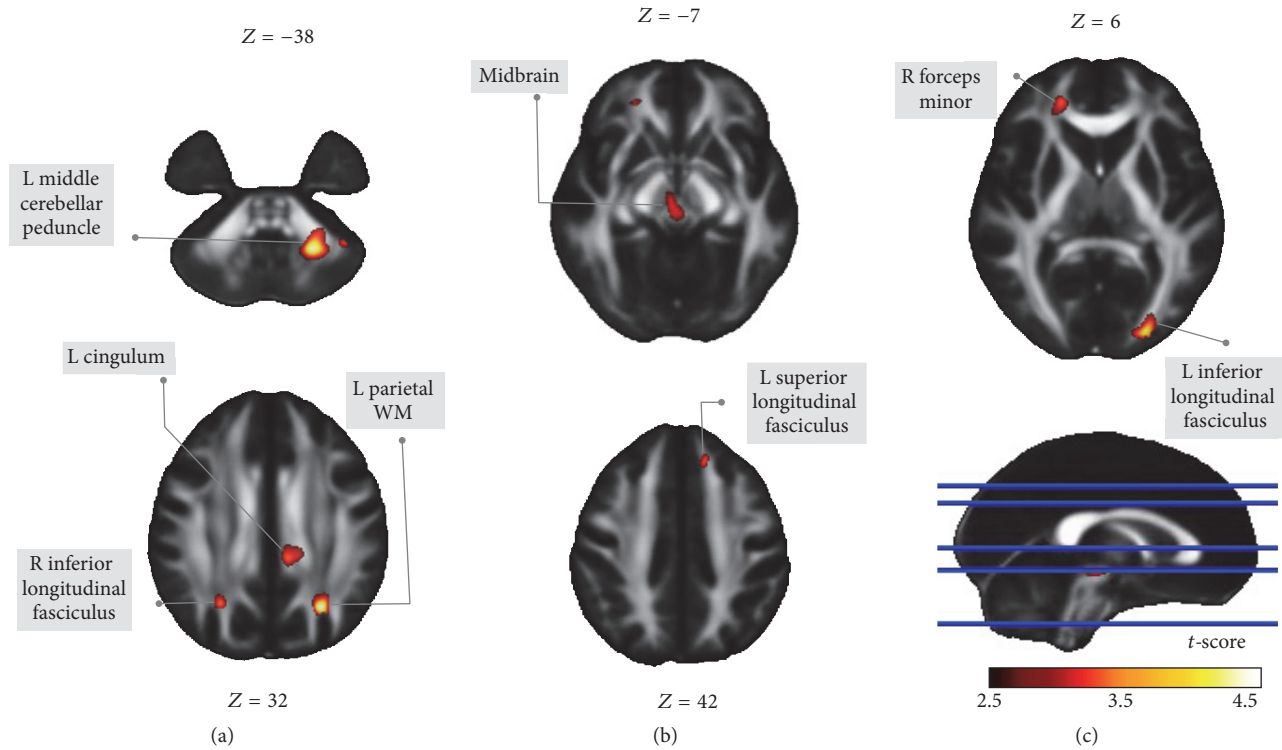 Z = −38
L middle
cerebellar
peduncle
L cingulum
L parietal
WM
R inferior
longitudinal
fasciculus
Z = 32
(a)
Z = −7
Midbrain
L superior
longitudinal
fasciculus
Z = 42
(b)
Z = 6
R forceps
minor
L inferior
longitudinal
fasciculus
t-score
2.5 3.5 4.5
(c)